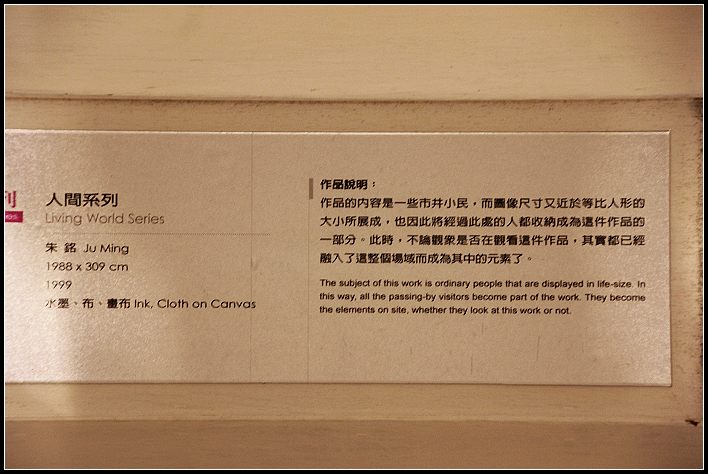 列
人間系列
Living World Series
朱 銘 Ju Ming
1988 x 309 cm
1999
水墨、布、畫布 Ink, Cloth on Canvas
作品說明：
作品的內容是一些市井小民，而圖像尺寸又近於等比人形的
大小所展成，也因此將經過此處的人都收納成為這件作品的
一部分。此時，不論觀眾是否在觀看這件作品，其實都已經
融入了這整個場域而成為其中的元素了。
The subject of this work is ordinary people that are displayed in life-size. In
this way, all the passing-by visitors become part of the work. They become
the elements on site, whether they look at this work or not.